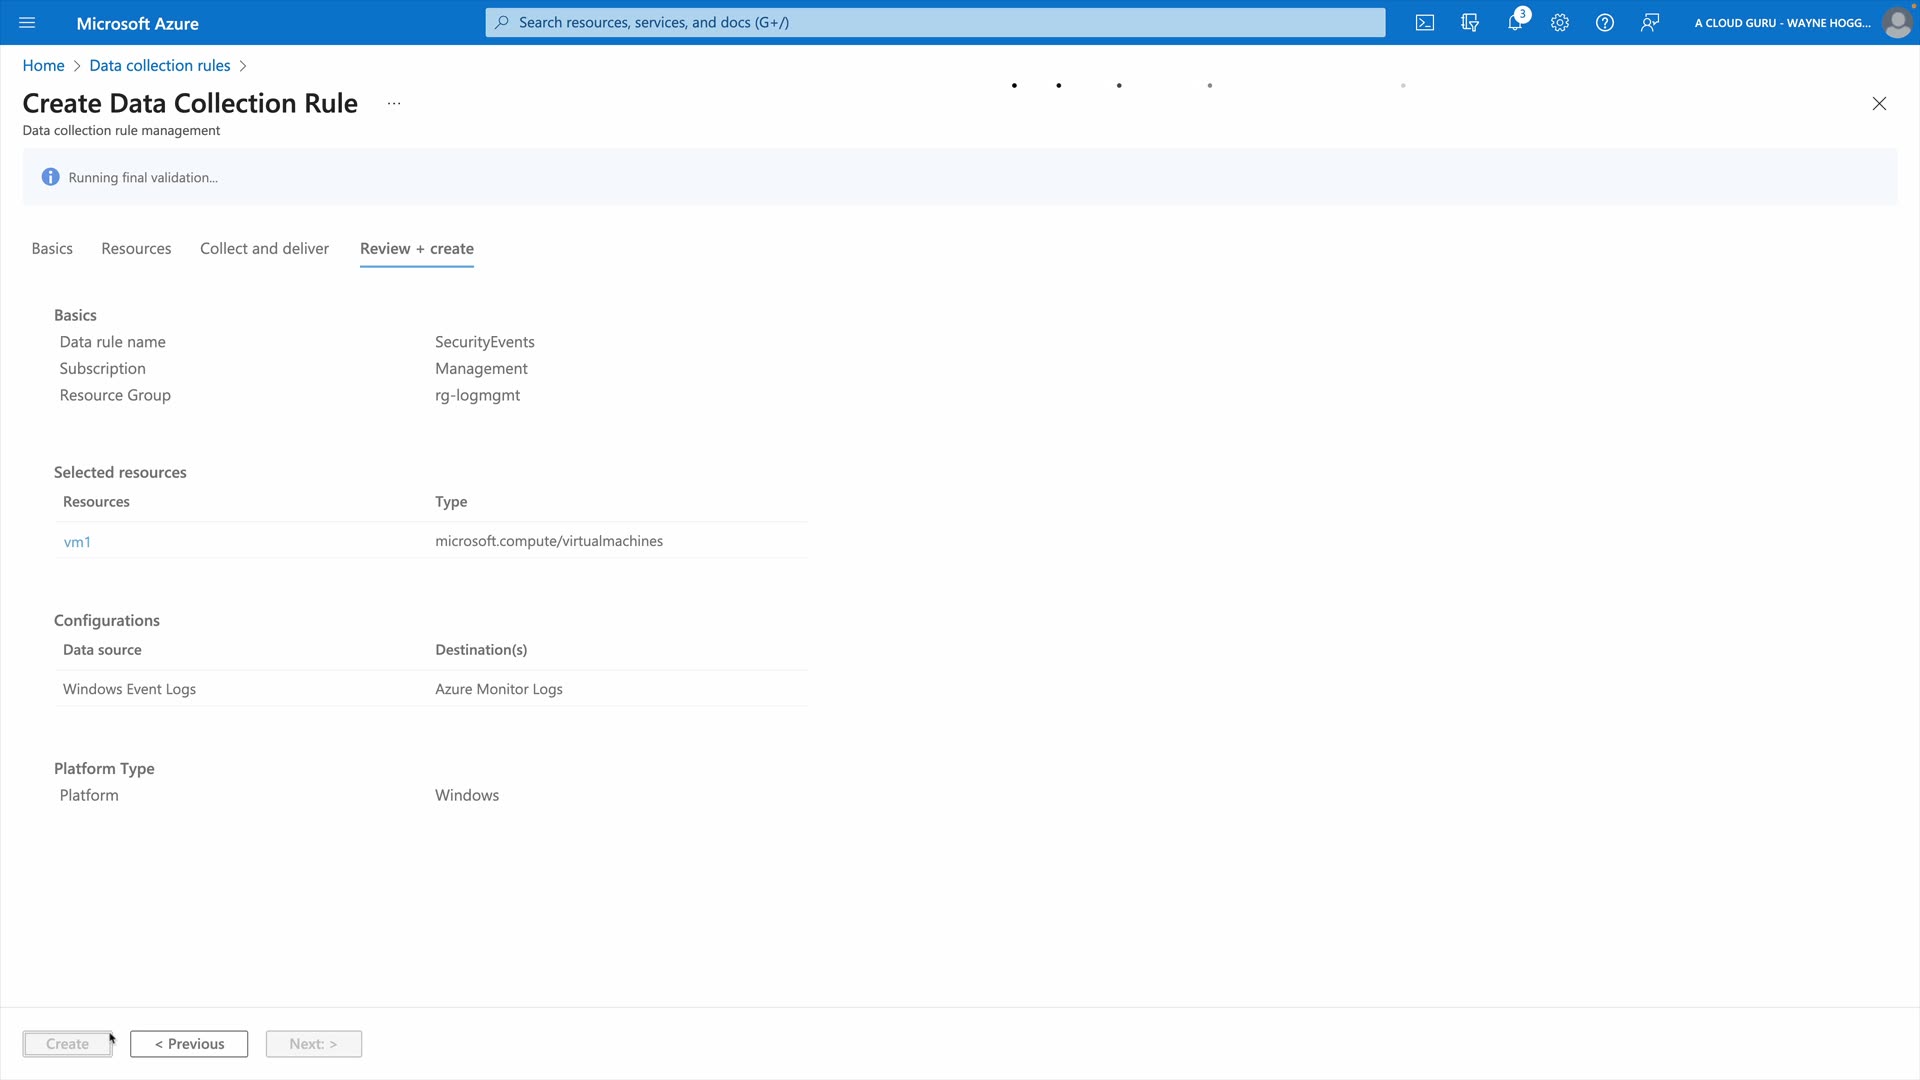 Microsoft Azure
Search resources, services, and docs (G+/)
3
A CLOUD GURU - WAYNE HOGG...
Home > Data collection rules >
Create Data Collection Rule ...
Data collection rule management
Running final validation...
Basics Resources Collect and deliver Review + create
Basics
Data rule name SecurityEvents
Subscription Management
Resource Group rg-logmgmt
Selected resources
Resources Type
vm1 microsoft.compute/virtualmachines
Configurations
Data source Destination(s)
Windows Event Logs Azure Monitor Logs
Platform Type
Platform Windows
Create < Previous Next: >